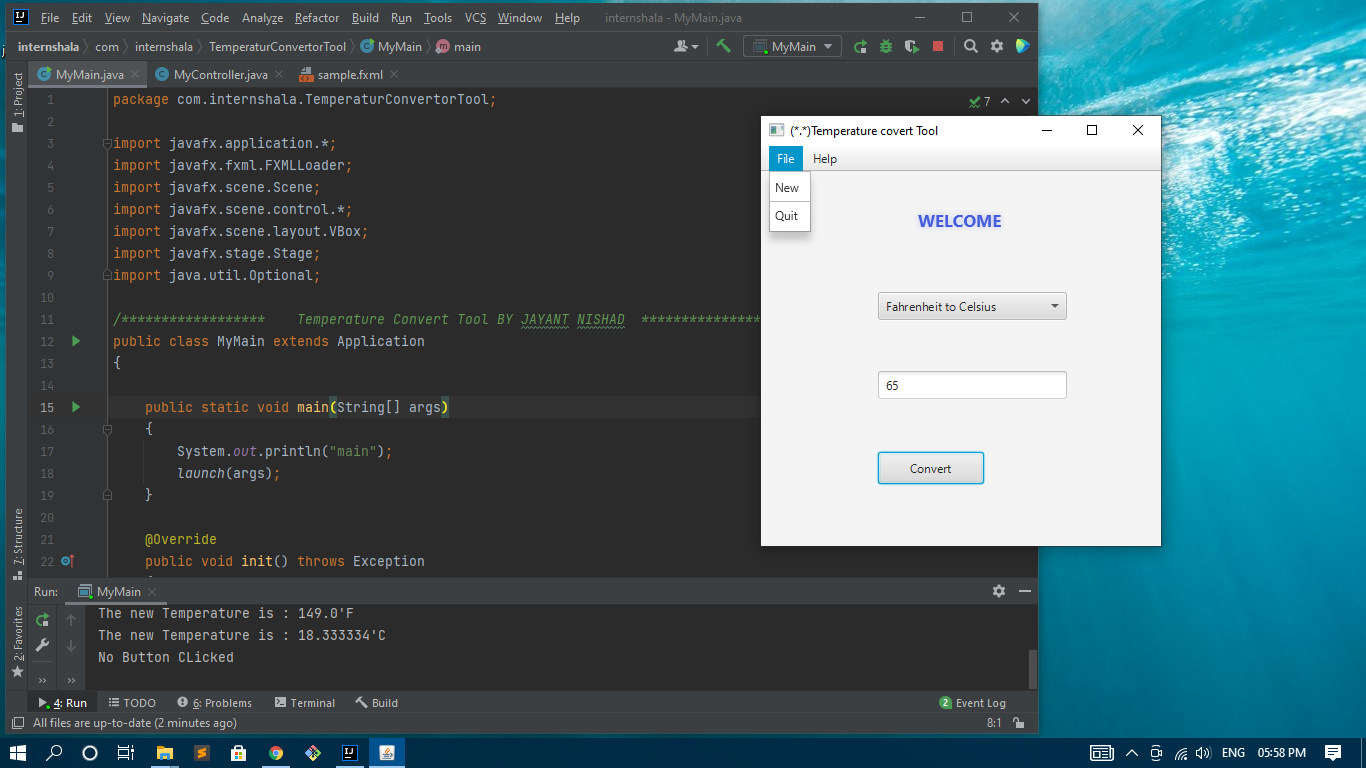 File Edit View Navigate Code Analyze Refactor Build Run Tools VCS Window Help internshala - MyMain.java
internshala com internshala TemperaturConvertorTool MyMain main MyMain
MyMain.java MyController.java sample.fxml
1: Project
7: Structure
2: Favorites
1 package com.internshala.TemperaturConvertorTool; 7
2
3 import javafx.application.*;
4 import javafx.fxml.FXMLLoader;
5 import javafx.scene.Scene;
6 import javafx.scene.control.*;
7 import javafx.scene.layout.VBox;
8 import javafx.stage.Stage;
9 import java.util.Optional;
10
11 /****************** Temperature Convert Tool BY JAYANT NISHAD ***************
12 public class MyMain extends Application
13 {
14
15 public static void main(String[] args)
16 {
17 System.out.println("main");
18 launch(args);
19 }
20
21 @Override
22 public void init() throws Exception
(*.*)Temperature covert Tool
File Help
New
Quit
WELCOME
Fahrenheit to Celsius
65
Convert
Run: MyMain
The new Temperature is : 149.0'F
The new Temperature is : 18.333334'C
No Button CLicked
4: Run TODO 6: Problems Terminal Build 2 Event Log
All files are up-to-date (2 minutes ago) 8:1
ENG 05:58 PM